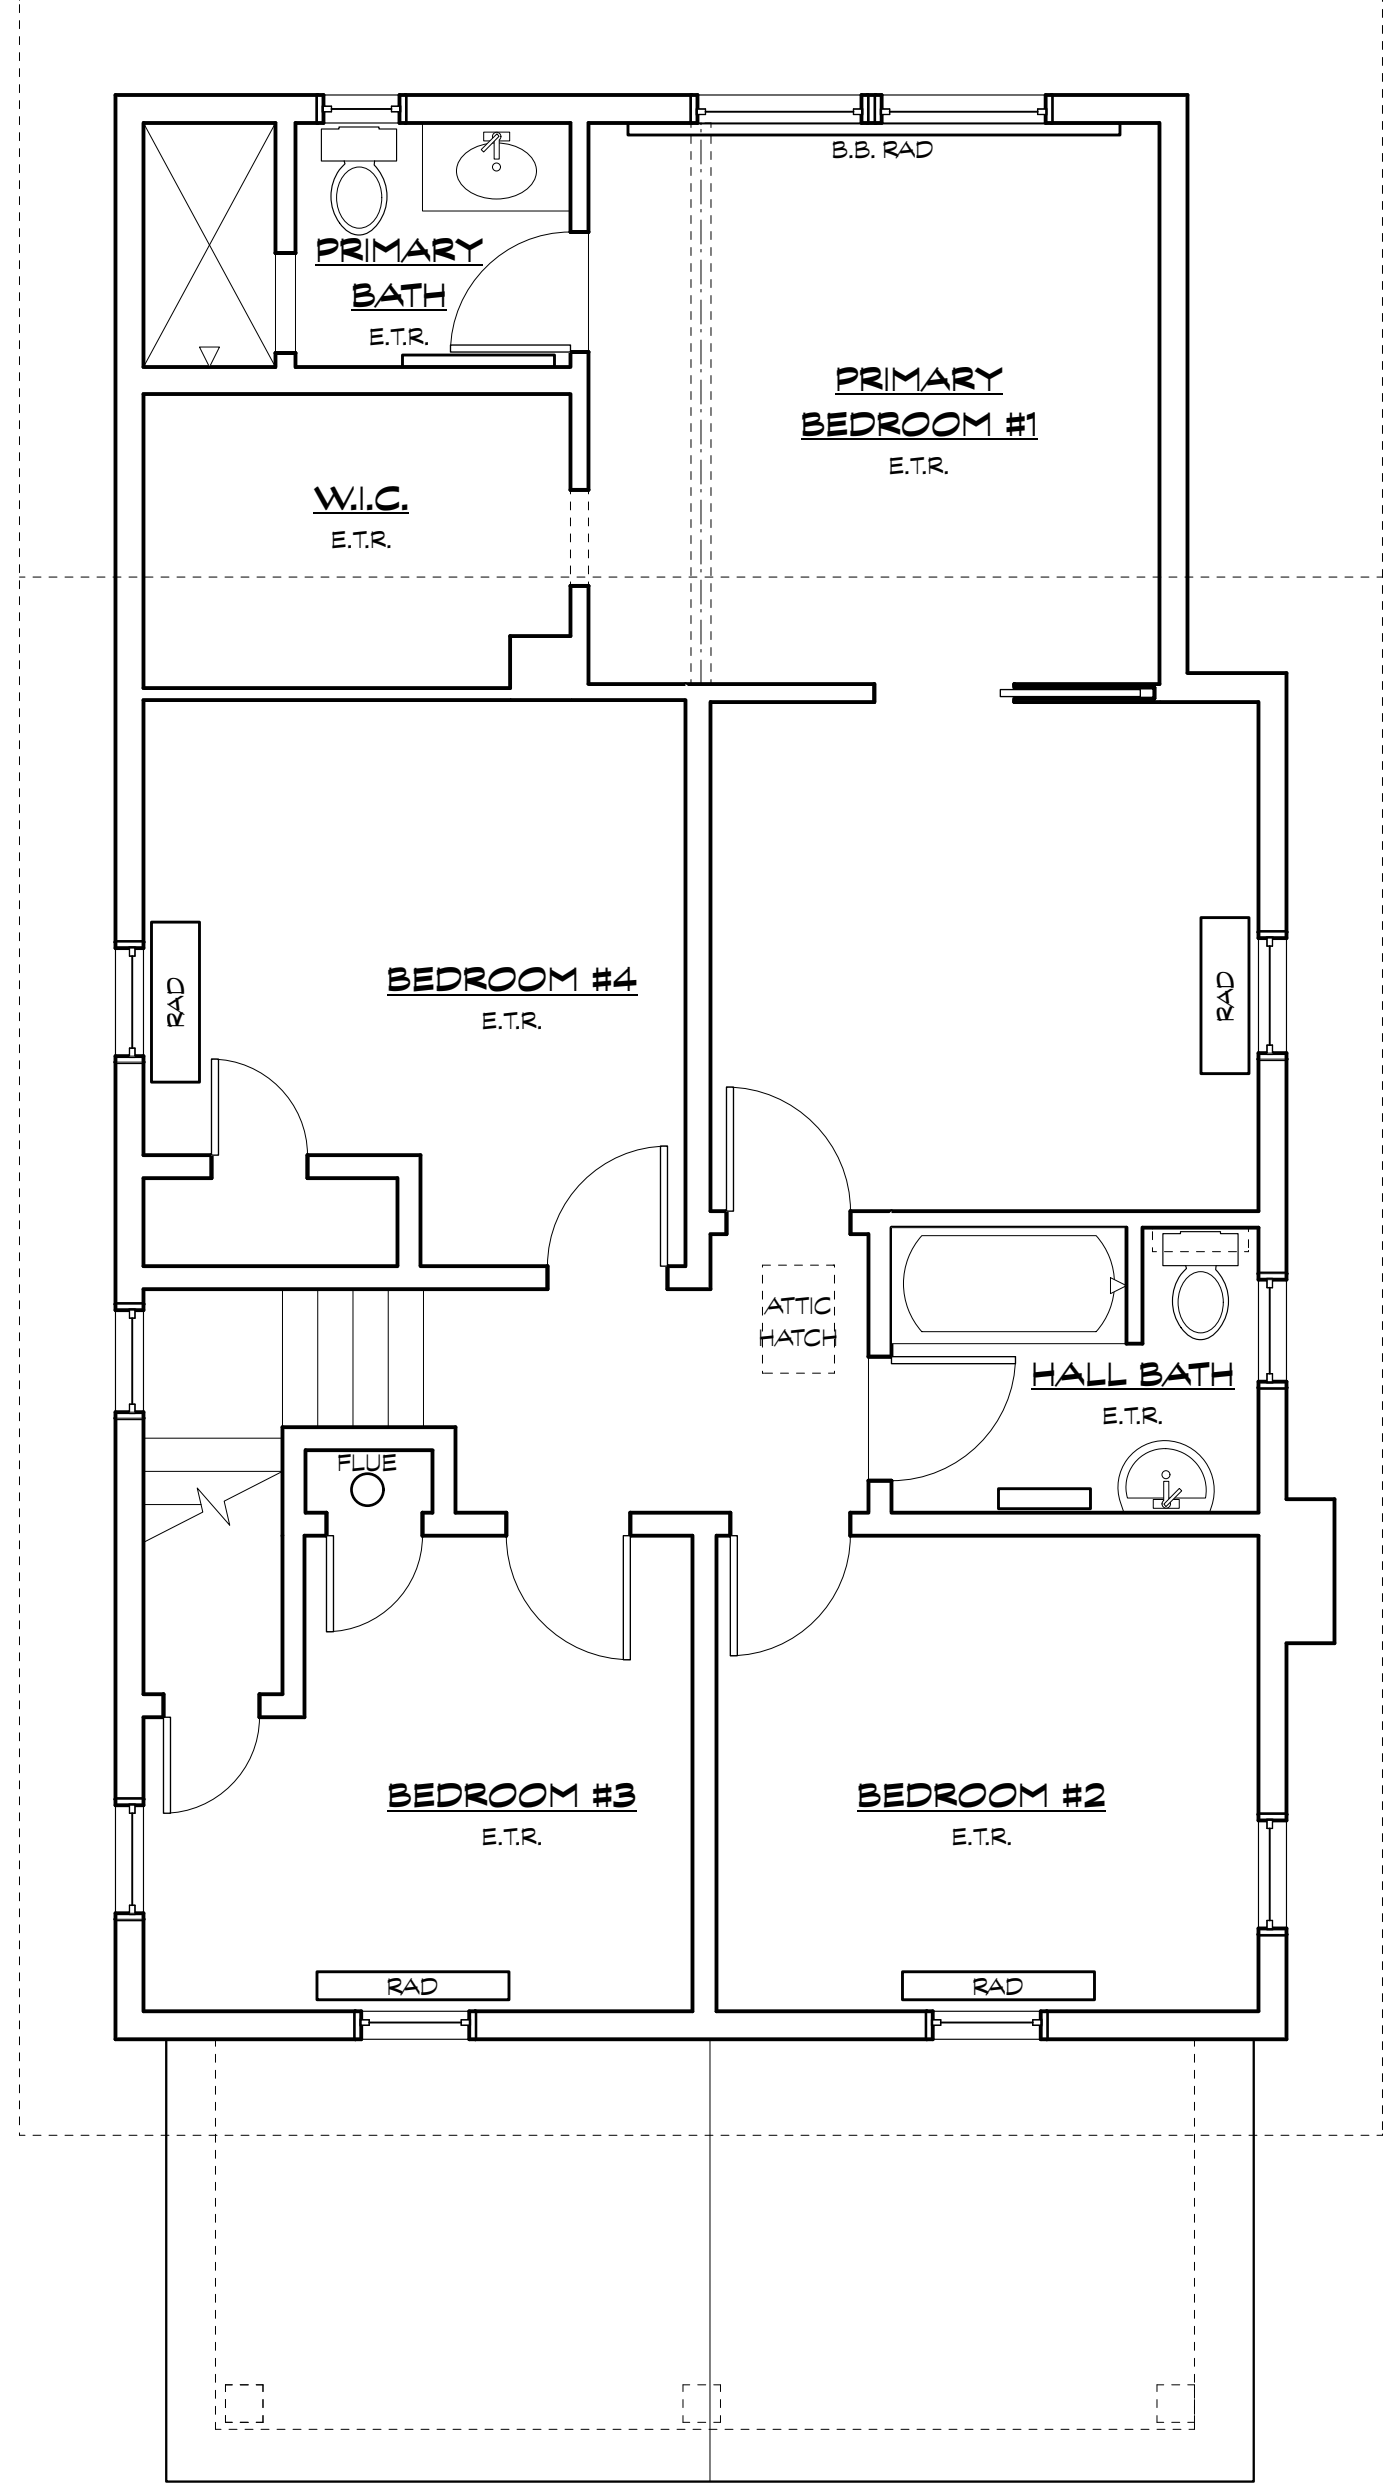 B.B. RAD
PRIMARY
BATH
E.T.R.
PRIMARY
BEDROOM #1
E.T.R.
W.I.C.
E.T.R.
BEDROOM #4
E.T.R.
RAD
RAD
ATTIC
HATCH
HALL BATH
E.T.R.
FLUE
BEDROOM #3
E.T.R.
BEDROOM #2
E.T.R.
RAD
RAD